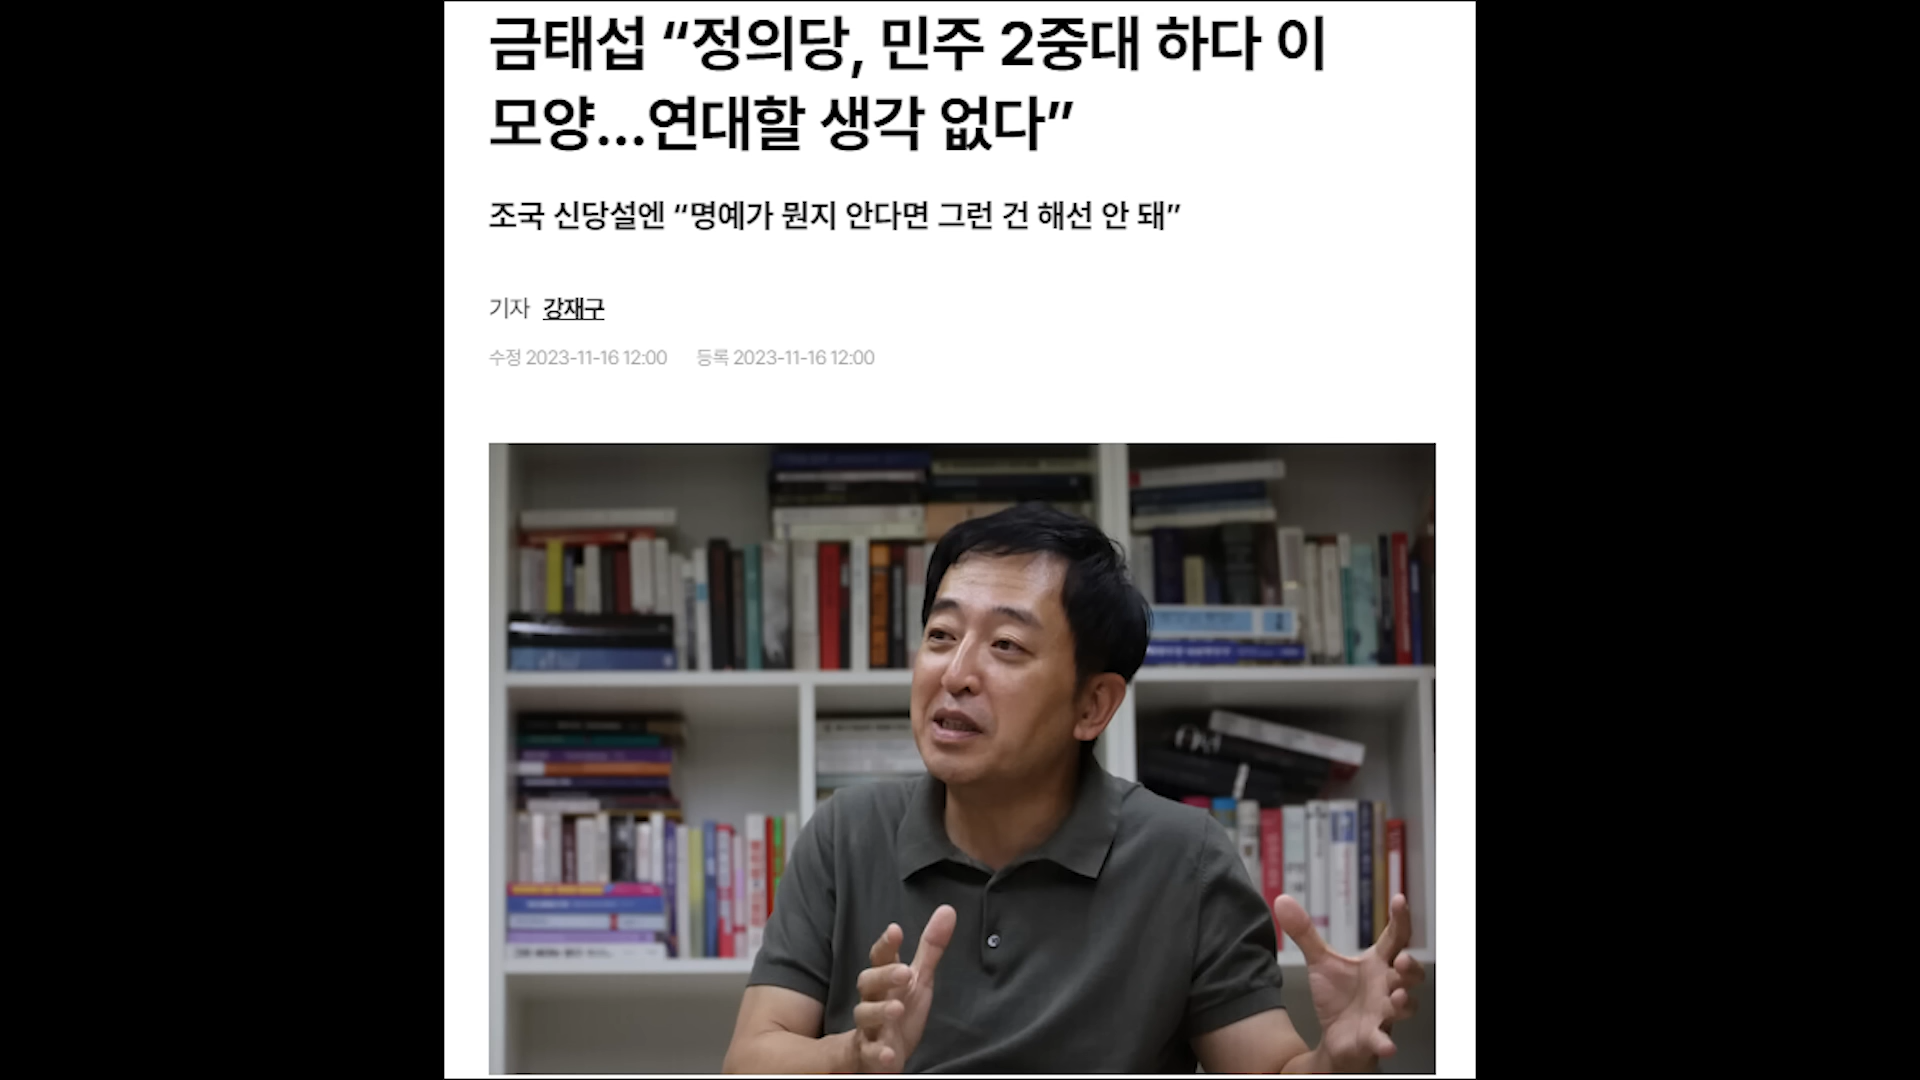 금태섭 “정의당, 민주 2중대 하다 이
모양…연대할 생각 없다”
조국 신당설엔 “명예가 뭔지 안다면 그런 건 해선 안 돼”
기자 강재구
수정 2023-11-16 12:00 등록 2023-11-16 12:00